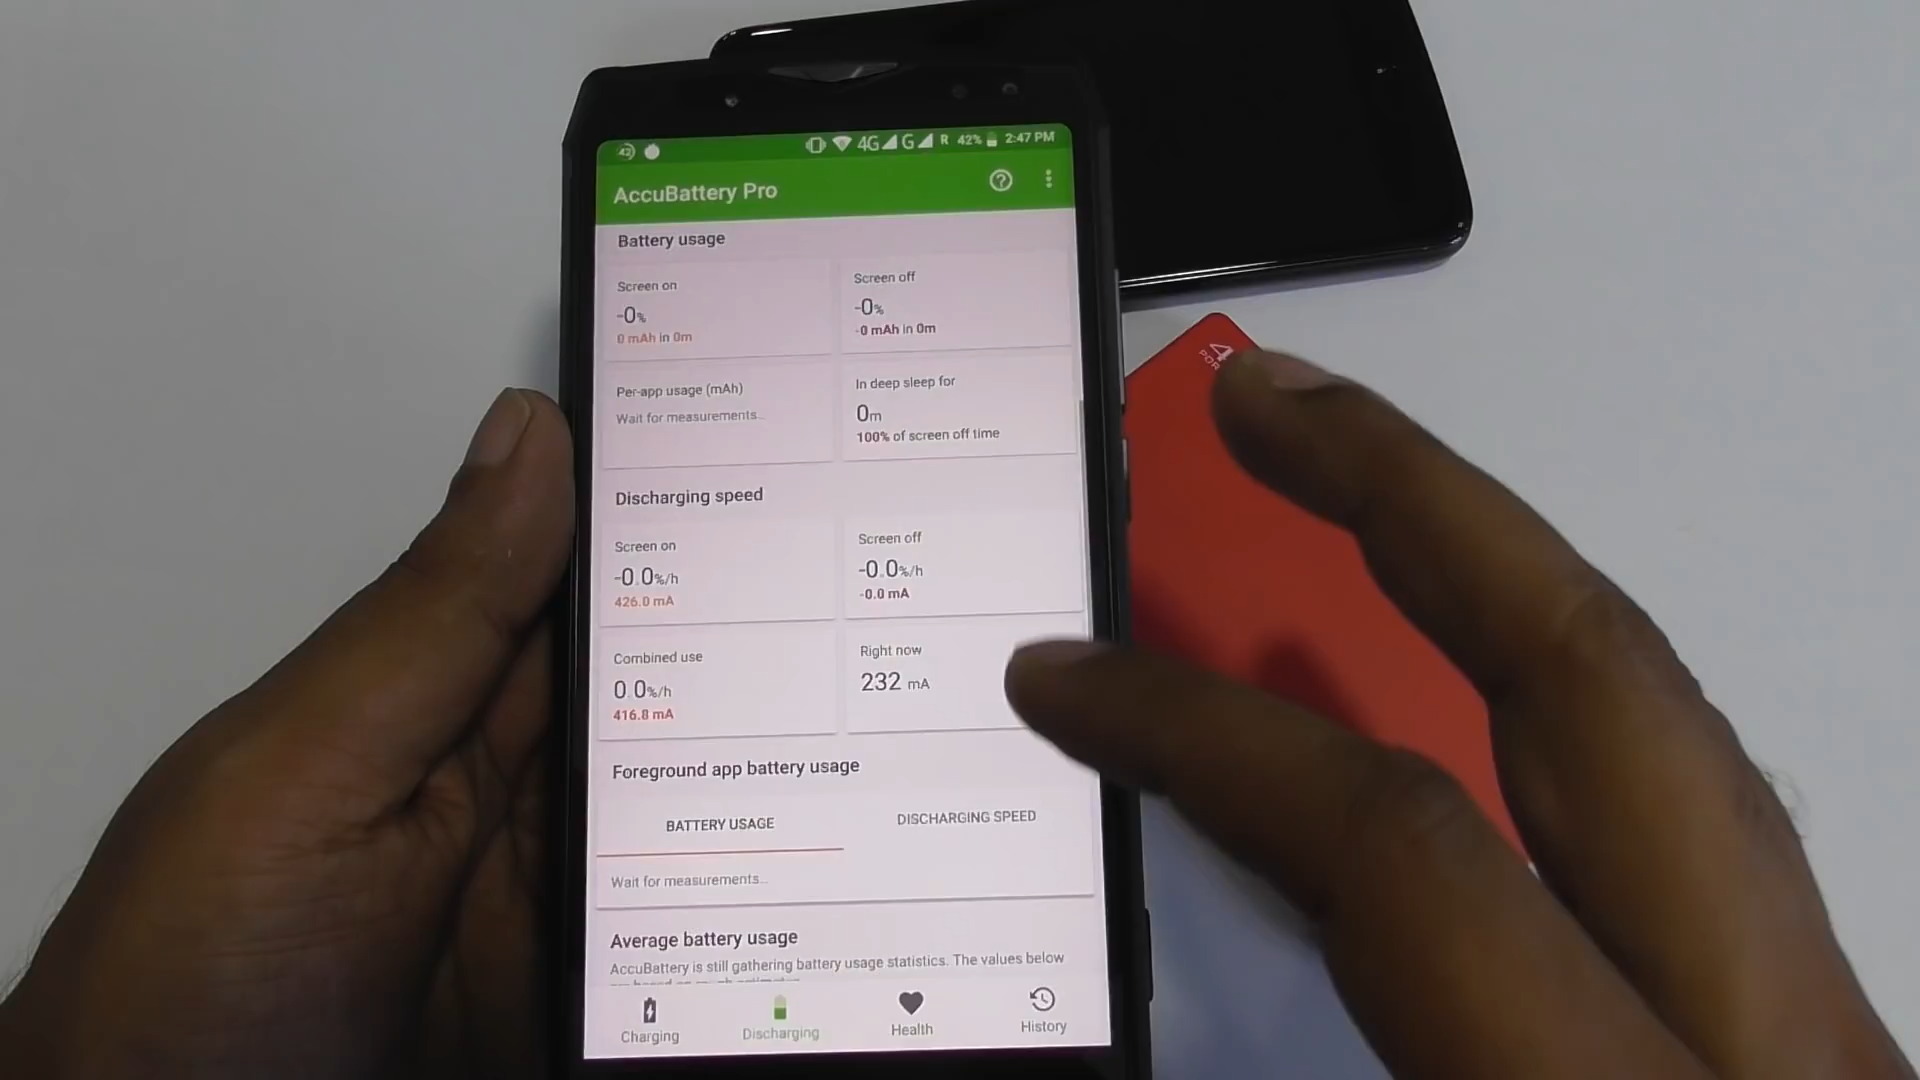 42 4G G R 42% 2:47 PM
AccuBattery Pro
Battery usage
Screen on
-0%
0 mAh in 0m
Screen off
-0%
-0 mAh in 0m
Per-app usage (mAh)
Wait for measurements...
In deep sleep for
0m
100% of screen off time
Discharging speed
Screen on
-0.0%/h
426.0 mA
Screen off
-0.0%/h
-0.0 mA
Combined use
0.0%/h
416.8 mA
Right now
232 mA
Foreground app battery usage
BATTERY USAGE
DISCHARGING SPEED
Wait for measurements...
Average battery usage
AccuBattery is still gathering battery usage statistics. The values below
Charging
Discharging
Health
History
4